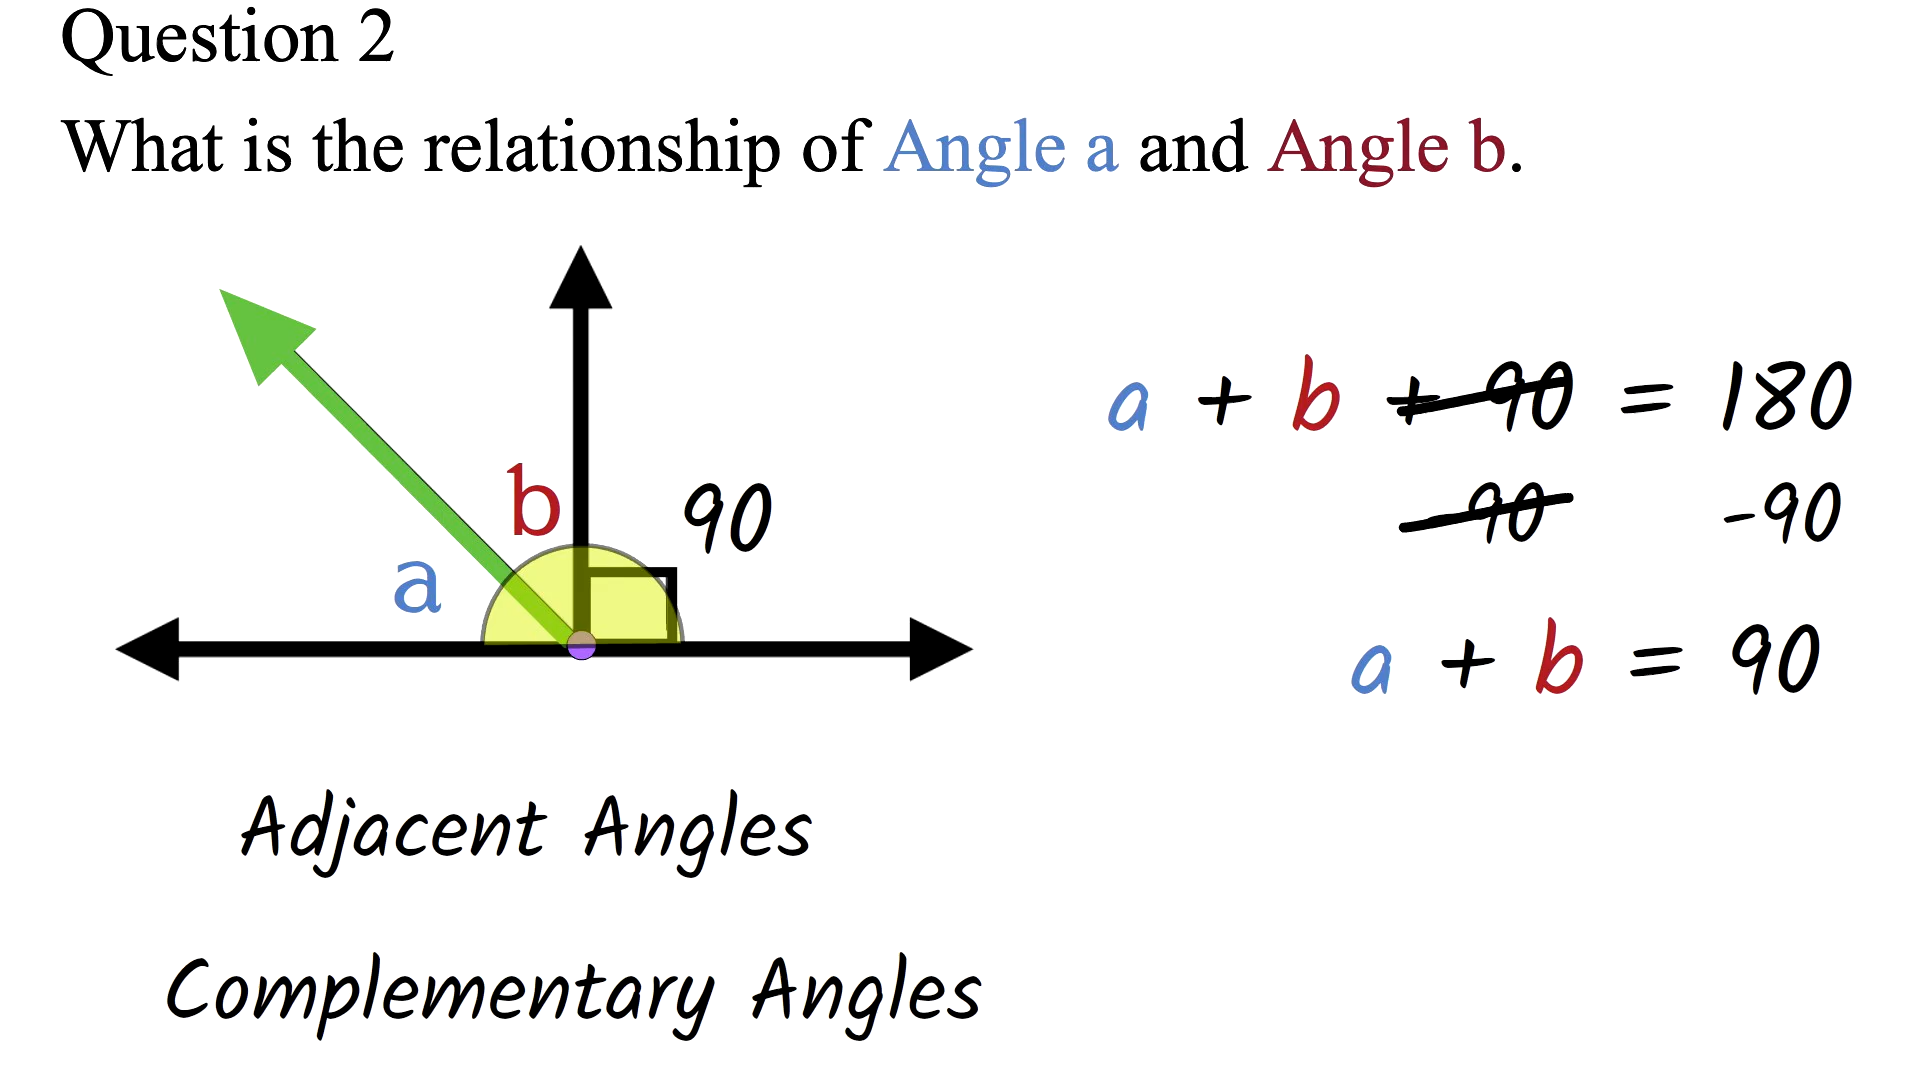 Question 2
What is the relationship of Angle a and Angle b.
a + b + 90 = 180
b
90
-90 -90
a
a + b = 90
Adjacent Angles
Complementary Angles